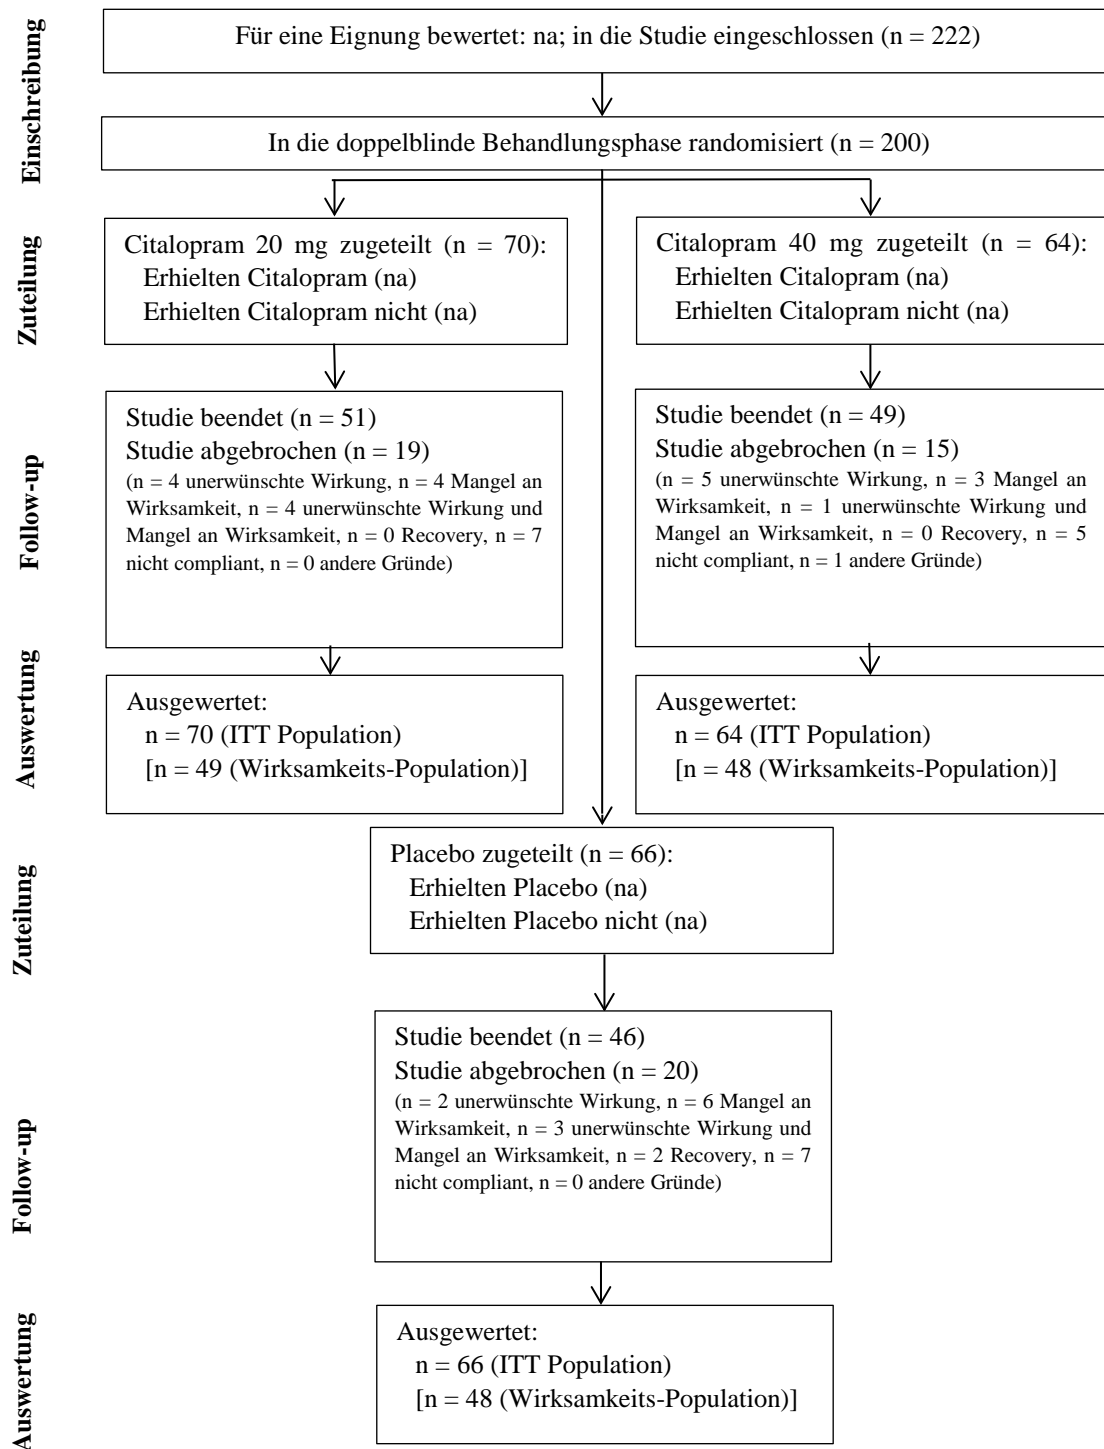 Einschreibung
Für eine Eignung bewertet: na; in die Studie eingeschlossen (n = 222)
In die doppelblinde Behandlungsphase randomisiert (n = 200)
Zuteilung
Citalopram 20 mg zugeteilt (n = 70):
Erhielten Citalopram (na)
Erhielten Citalopram nicht (na)
Citalopram 40 mg zugeteilt (n = 64):
Erhielten Citalopram (na)
Erhielten Citalopram nicht (na)
Follow-up
Studie beendet (n = 51)
Studie abgebrochen (n = 19)
(n = 4 unerwünschte Wirkung, n = 4 Mangel an
Wirksamkeit, n = 4 unerwünschte Wirkung und
Mangel an Wirksamkeit, n = 0 Recovery, n = 7
nicht compliant, n = 0 andere Gründe)
Studie beendet (n = 49)
Studie abgebrochen (n = 15)
(n = 5 unerwünschte Wirkung, n = 3 Mangel an
Wirksamkeit, n = 1 unerwünschte Wirkung und
Mangel an Wirksamkeit, n = 0 Recovery, n = 5
nicht compliant, n = 1 andere Gründe)
Auswertung
Ausgewertet:
n = 70 (ITT Population)
[n = 49 (Wirksamkeits-Population)]
Ausgewertet:
n = 64 (ITT Population)
[n = 48 (Wirksamkeits-Population)]
Zuteilung
Placebo zugeteilt (n = 66):
Erhielten Placebo (na)
Erhielten Placebo nicht (na)
Follow-up
Studie beendet (n = 46)
Studie abgebrochen (n = 20)
(n = 2 unerwünschte Wirkung, n = 6 Mangel an
Wirksamkeit, n = 3 unerwünschte Wirkung und
Mangel an Wirksamkeit, n = 2 Recovery, n = 7
nicht compliant, n = 0 andere Gründe)
Auswertung
Ausgewertet:
n = 66 (ITT Population)
[n = 48 (Wirksamkeits-Population)]